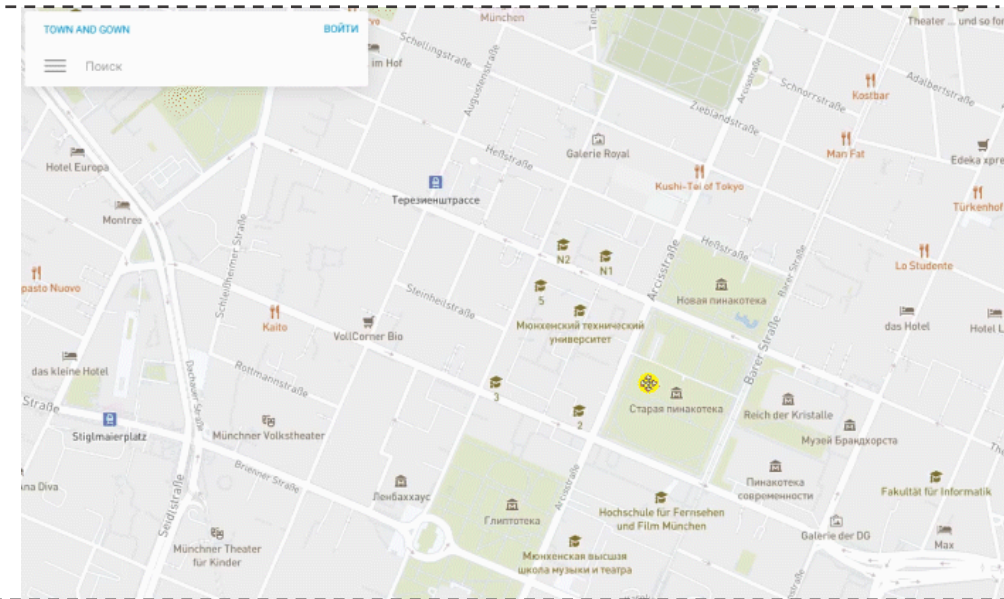 TOWN AND GOWN
ВОЙТИ
Поиск
München
Theater ... und so for
im Hof
Schellingstraße
Augustenstraße
Arcisstraße
Schnorrstraße
Kostbar
Adalbertstraße
Zieblandstraße
Man Fat
Edeka xpre
Hotel Europa
Heßstraße
Galerie Royal
Kushi-Tei of Tokyo
Терезиенштрассе
Türkenhof
Montree
Schleißheimer Straße
N2
N1
Arcisstraße
Heßstraße
Barer Straße
Lo Studente
pasto Nuovo
5
Новая пинакотека
Steinheilstraße
Kaito
VollCorner Bio
Мюнхенский технический
университет
das Hotel
Hotel L
das kleine Hotel
Dachauer Straße
Rottmannstraße
3
Barer Straße
Старая пинакотека
Reich der Kristalle
Straße
Stiglmaierplatz
Münchner Volkstheater
2
Музей Брандхорста
Brienner Straße
Seidlstraße
Ленбаххаус
Arcisstraße
Пинакотека
современности
ana Diva
Fakultät für Informatik
Глиптотека
Hochschule für Fernsehen
und Film München
Galerie der DG
Max
Münchner Theater
für Kinder
Мюнхенская высшая
школа музыки и театра